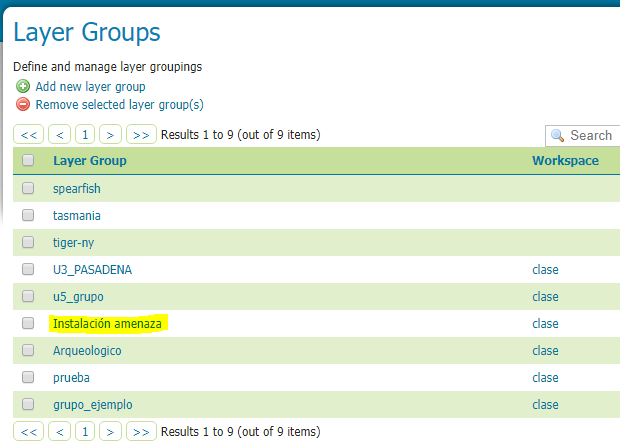 Layer Groups
Define and manage layer groupings
Add new layer group
Remove selected layer group(s)
<< < 1 > >> Results 1 to 9 (out of 9 items) Search
Layer Group Workspace
spearfish
tasmania
tiger-ny
U3_PASADENA clase
u5_grupo clase
Instalación amenaza clase
Arqueologico clase
prueba clase
grupo_ejemplo clase
<< < 1 > >> Results 1 to 9 (out of 9 items)